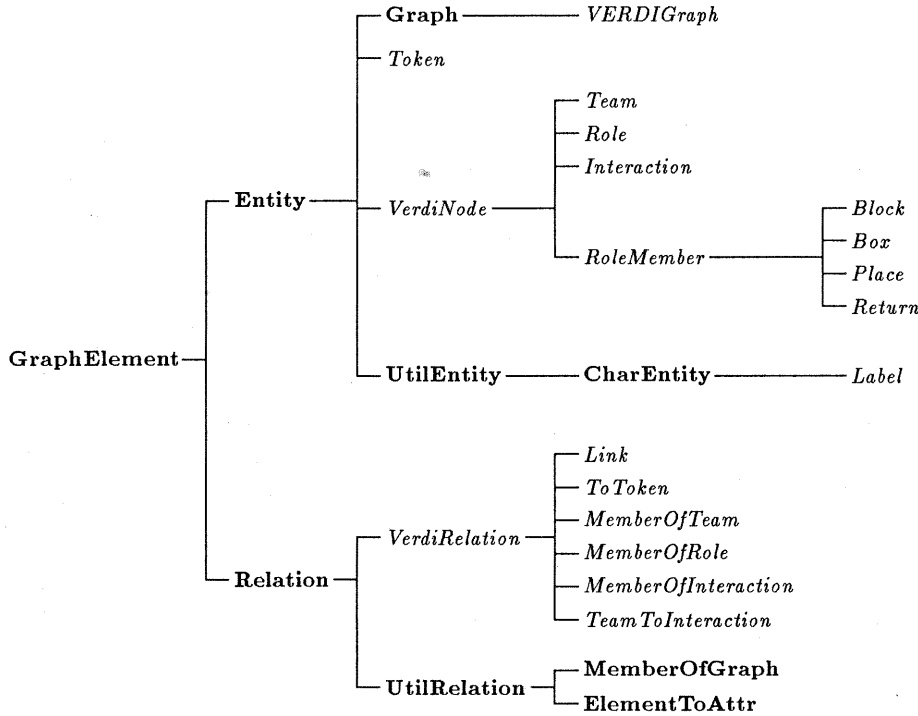 Graph
VERDIGraph
Token
Team
Role
Interaction
Entity
VerdiNode
Block
Box
RoleMember
Place
Return
GraphElement
UtilEntity
CharEntity
Label
Link
ToToken
MemberOfTeam
VerdiRelation
MemberOfRole
Relation
MemberOfInteraction
TeamToInteraction
MemberOfGraph
UtilRelation
ElementToAttr